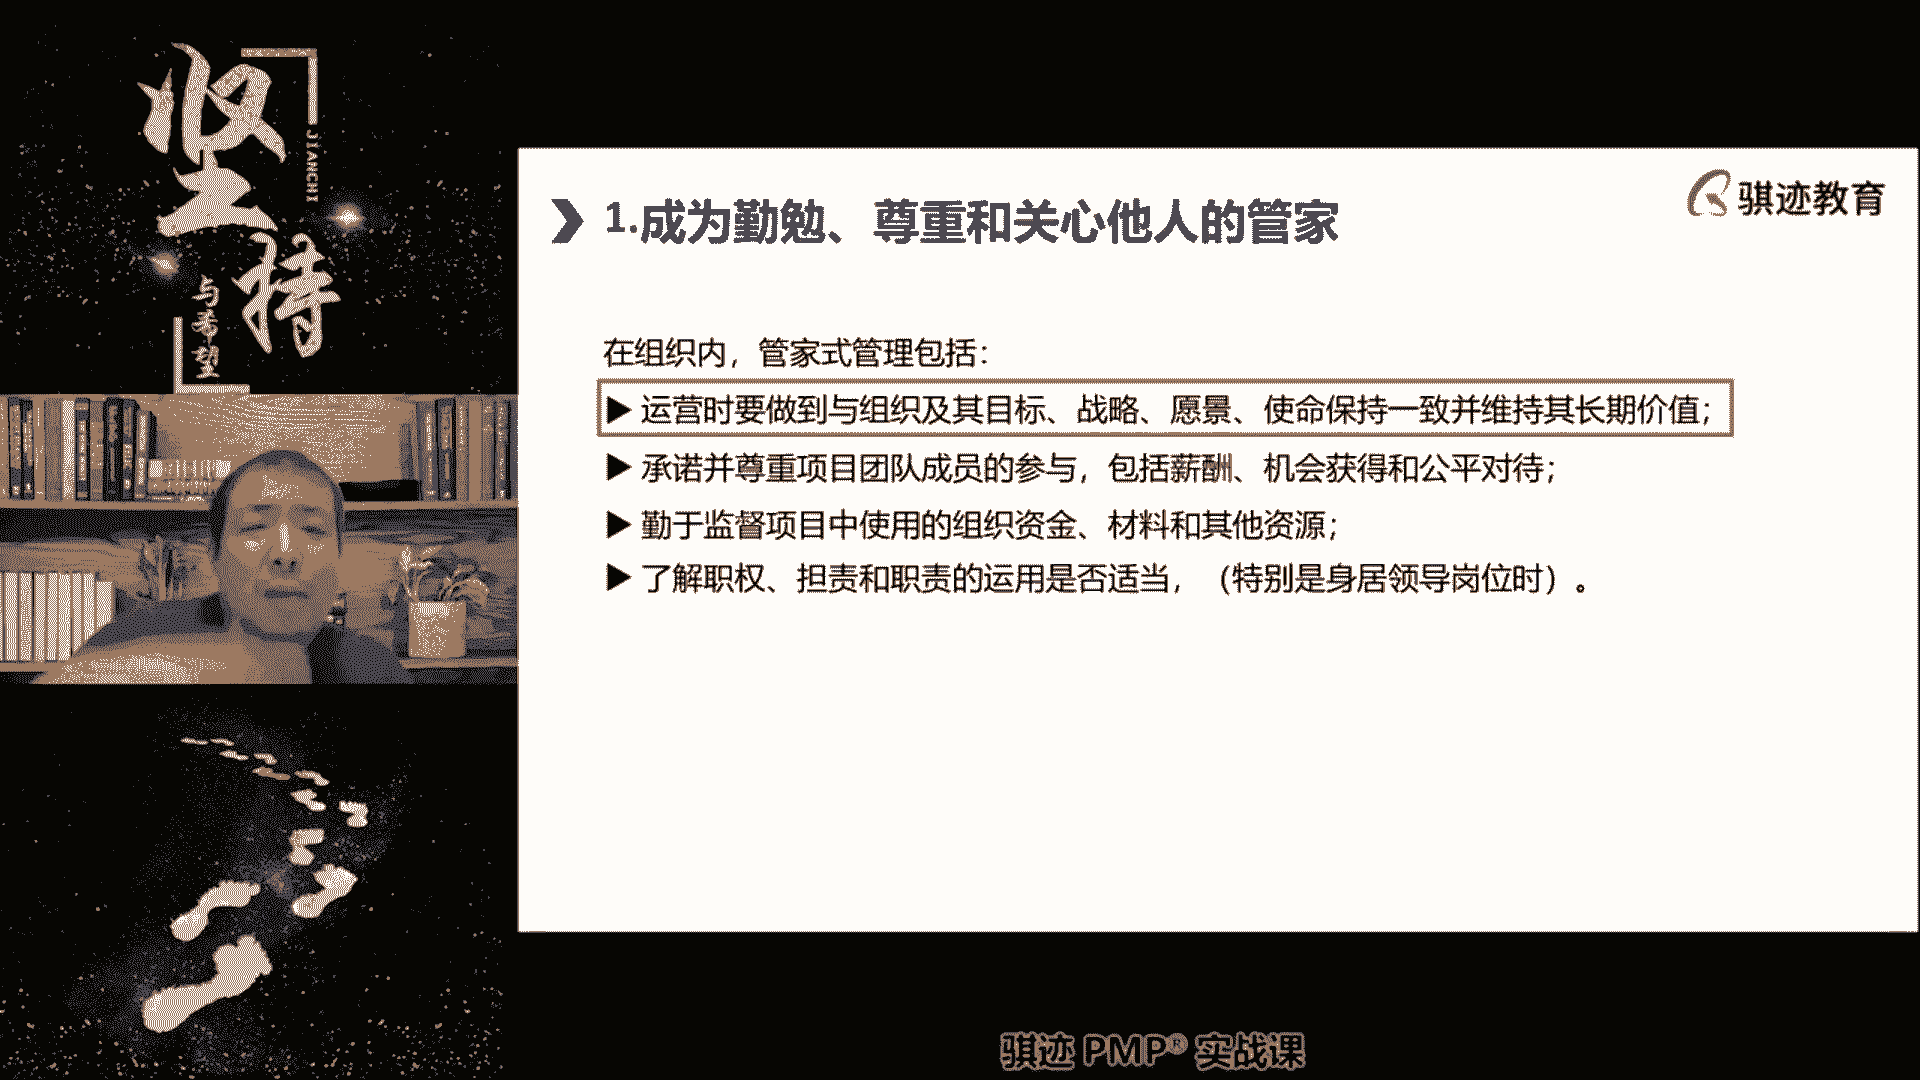 坚持
JIANCHI
与希望
骐迹教育
1.成为勤勉、尊重和关心他人的管家
在组织内，管家式管理包括：
▶ 运营时要做到与组织及其目标、战略、愿景、使命保持一致并维持其长期价值；
▶ 承诺并尊重项目团队成员的参与，包括薪酬、机会获得和公平对待；
▶ 勤于监督项目中使用的组织资金、材料和其他资源；
▶ 了解职权、担责和职责的运用是否适当，（特别是身居领导岗位时）。
骐迹 PMP® 实战课